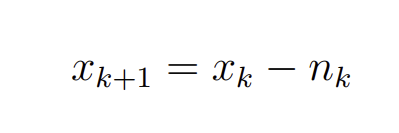 $x_{k+1} = x_k - n_k$